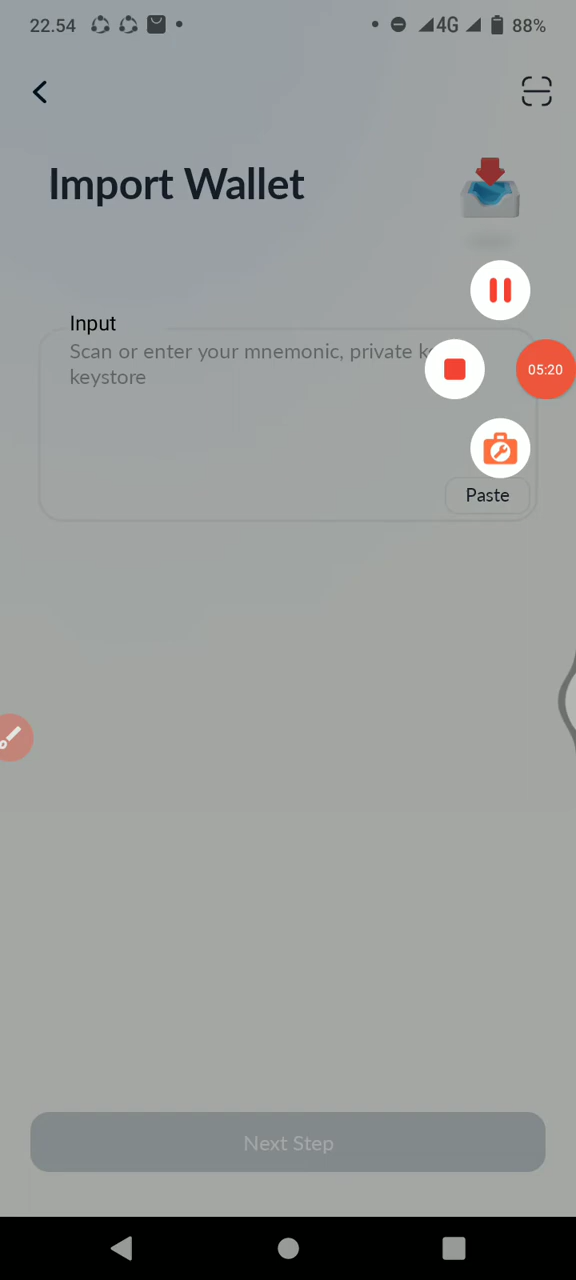 22.54
4G
88%
Import Wallet
Input
Scan or enter your mnemonic, private
keystore
05:20
Paste
Next Step